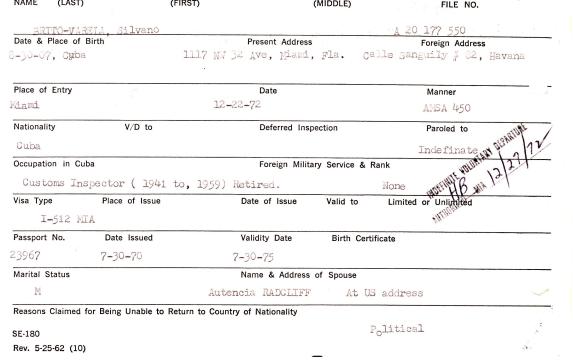 NAME (LAST) (FIRST) (MIDDLE) FILE NO.
BRITO-VARELA, Silvano A 20 177 550
Date & Place of Birth Present Address Foreign Address
8-30-07, Cuba 1117 NW 32 Ave, Miami, Fla. Calle Sanguily # 82, Havana
Place of Entry Date Manner
Miami 12-22-72 AMSA 450
Nationality V/D to Deferred Inspection Paroled to
Cuba Indefinate
INDEFINITE VOLUNTARY DEPARTURE
HB MIA 12/27/72
Occupation in Cuba Foreign Military Service & Rank
Customs Inspector ( 1941 to, 1959) Retired. None
Visa Type Place of Issue Date of Issue Valid to Limited or Unlimited
I-512 MIA
Passport No. Date Issued Validity Date Birth Certificate
23967 7-30-70 7-30-75
Marital Status Name & Address of Spouse
M Autencia RADCLIFF At US address
Reasons Claimed for Being Unable to Return to Country of Nationality
Political
SE-180
Rev. 5-25-62 (10)